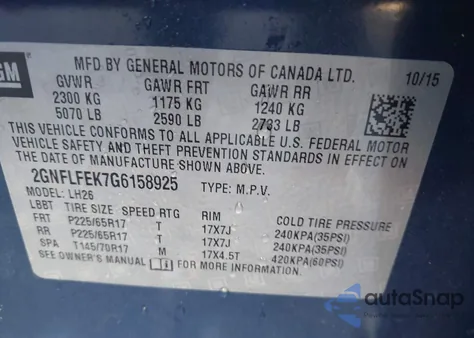 GM
MFD BY GENERAL MOTORS OF CANADA LTD. 10/15
GVWR GAWR FRT GAWR RR
2300 KG 1175 KG 1240 KG
5070 LB 2590 LB 2733 LB
THIS VEHICLE CONFORMS TO ALL APPLICABLE U.S. FEDERAL MOTOR
VEHICLE SAFETY AND THEFT PREVENTION STANDARDS IN EFFECT ON
THE DATE OF MANUFACTURE SHOWN ABOVE.
2GNFLFEK7G6158925 TYPE: M.P.V.
MODEL: LH26
LBBT TIRE SIZE SPEED RTG RIM COLD TIRE PRESSURE
FRT P225/65R17 T 17X7J 240KPA(35PSI)
RR P225/65R17 T 17X7J 240KPA(35PSI)
SPA T145/70R17 M 17X4.5T 420KPA(60PSI)
SEE OWNER'S MANUAL FOR MORE INFORMATION.
autoSnap